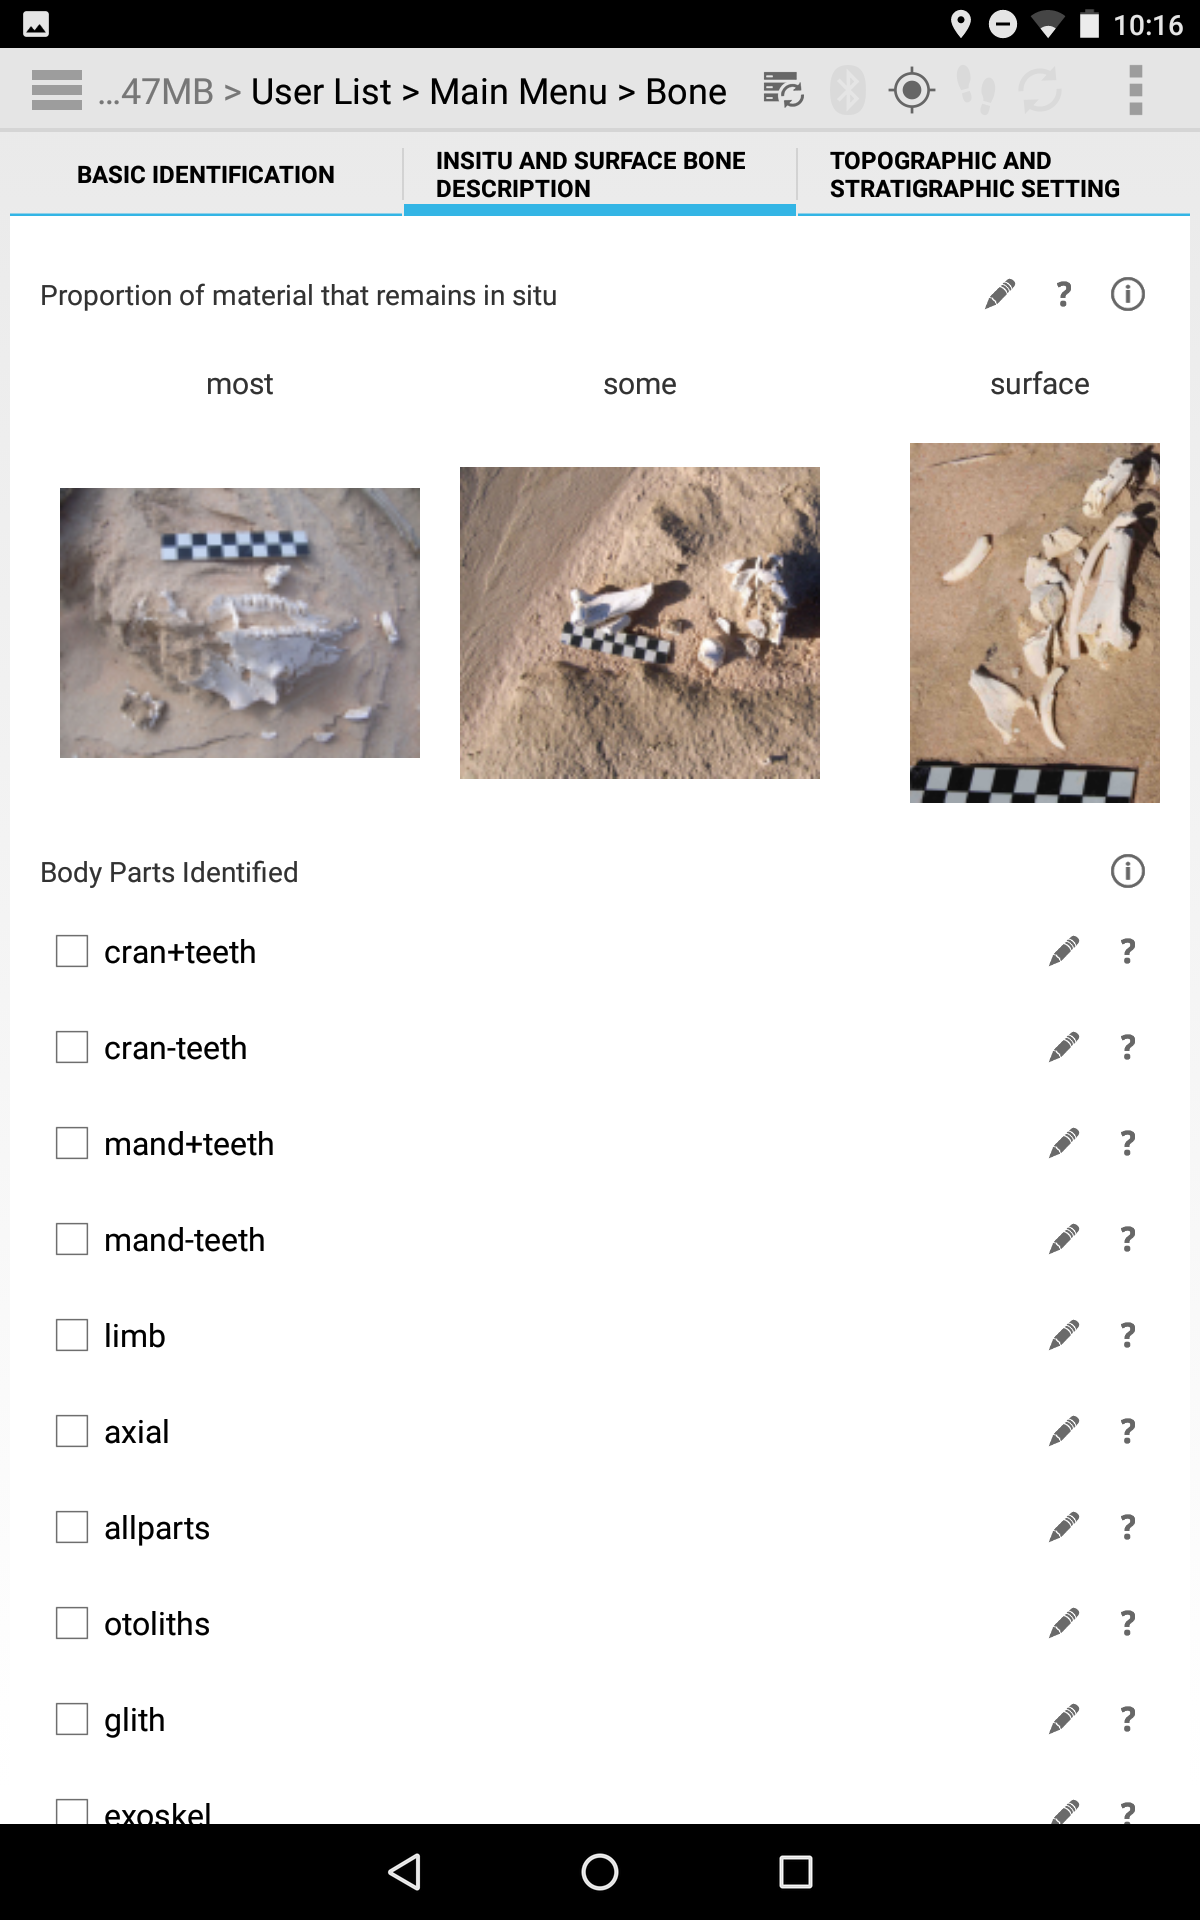 10:16
...47MB > User List > Main Menu > Bone
BASIC IDENTIFICATION
INSITU AND SURFACE BONE
DESCRIPTION
TOPOGRAPHIC AND
STRATIGRAPHIC SETTING
Proportion of material that remains in situ
most
some
surface
Body Parts Identified
cran+teeth
cran-teeth
mand+teeth
mand-teeth
limb
axial
allparts
otoliths
glith
exoskel